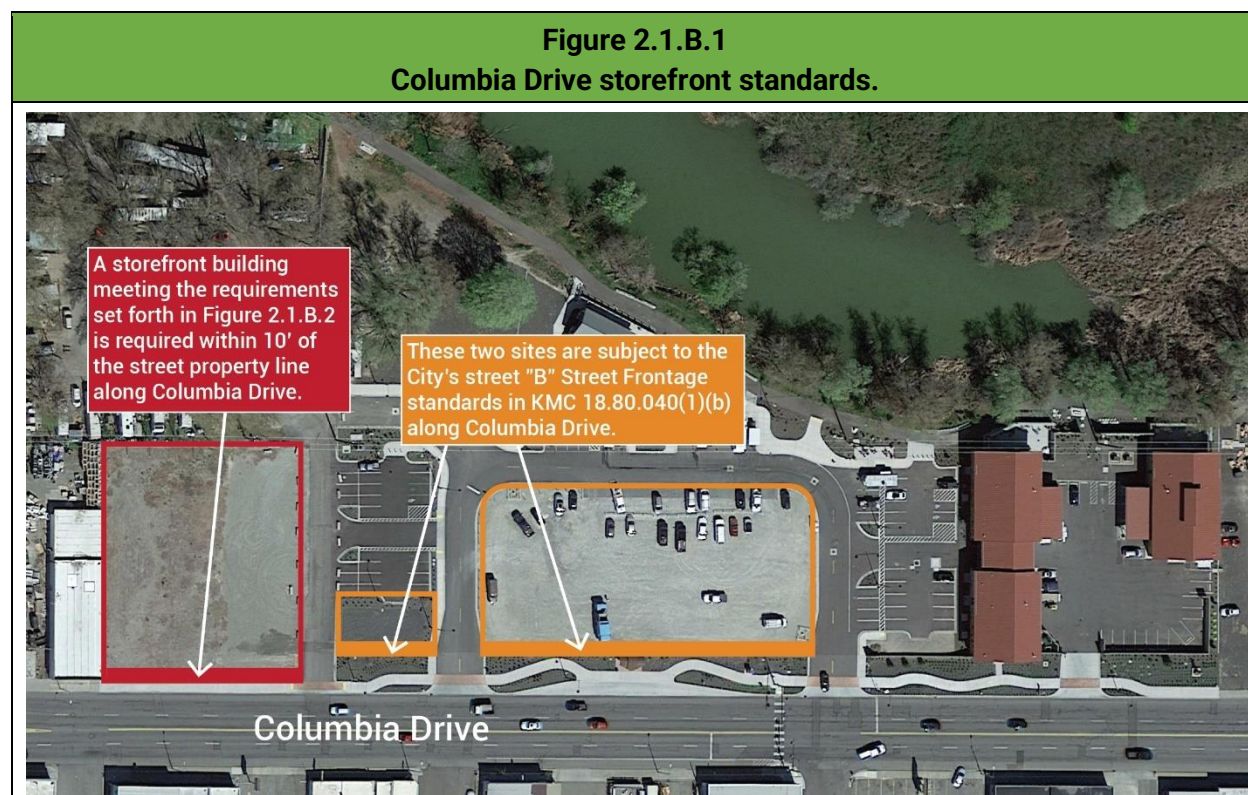 Figure 2.1.B.1
Columbia Drive storefront standards.
A storefront building
meeting the requirements
set forth in Figure 2.1.B.2
is required within 10' of
the street property line
along Columbia Drive.
These two sites are subject to the
City's street "B" Street Frontage
standards in KMC 18.80.040(1)(b)
along Columbia Drive.
Columbia Drive